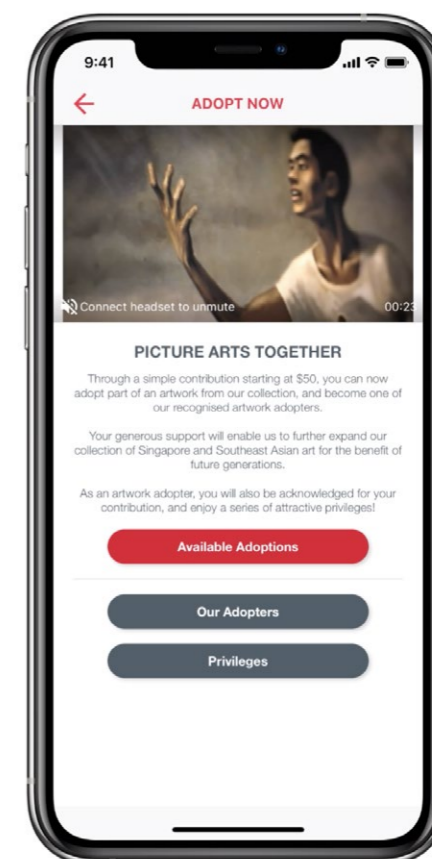 9:41
ADOPT NOW
Connect headset to unmute
00:23
PICTURE ARTS TOGETHER
Through a simple contribution starting at $50, you can now
adopt part of an artwork from our collection, and become one of
our recognised artwork adopters.
Your generous support will enable us to further expand our
collection of Singapore and Southeast Asian art for the benefit of
future generations.
As an artwork adopter, you will also be acknowledged for your
contribution, and enjoy a series of attractive privileges!
Available Adoptions
Our Adopters
Privileges